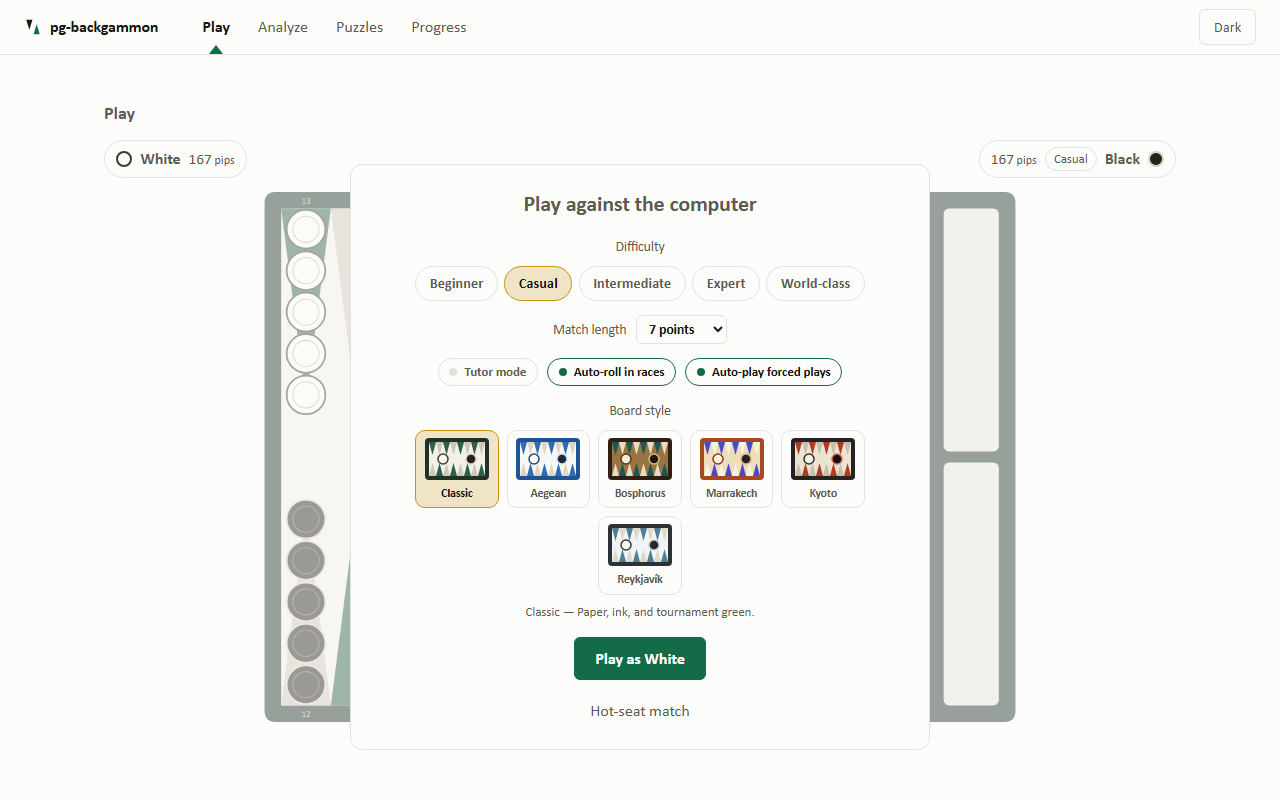 pg-backgammon Play Analyze Puzzles Progress Dark
Play
White 167 pips
167 pips Casual Black
13
Play against the computer
Difficulty
Beginner Casual Intermediate Expert World-class
Match length 7 points
Tutor mode Auto-roll in races Auto-play forced plays
Board style
Classic Aegean Bosphorus Marrakech Kyoto
Reykjavík
Classic — Paper, ink, and tournament green.
Play as White
Hot-seat match
12